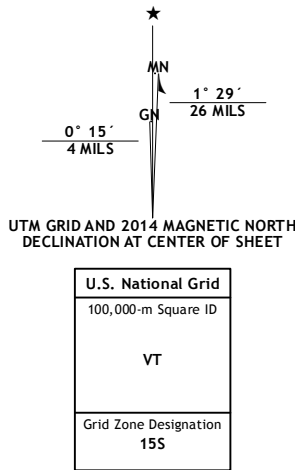 ★
MN
1° 29´
26 MILS
GN
0° 15´
4 MILS
UTM GRID AND 2014 MAGNETIC NORTH
DECLINATION AT CENTER OF SHEET
U.S. National Grid
100,000-m Square ID
VT
Grid Zone Designation
15S